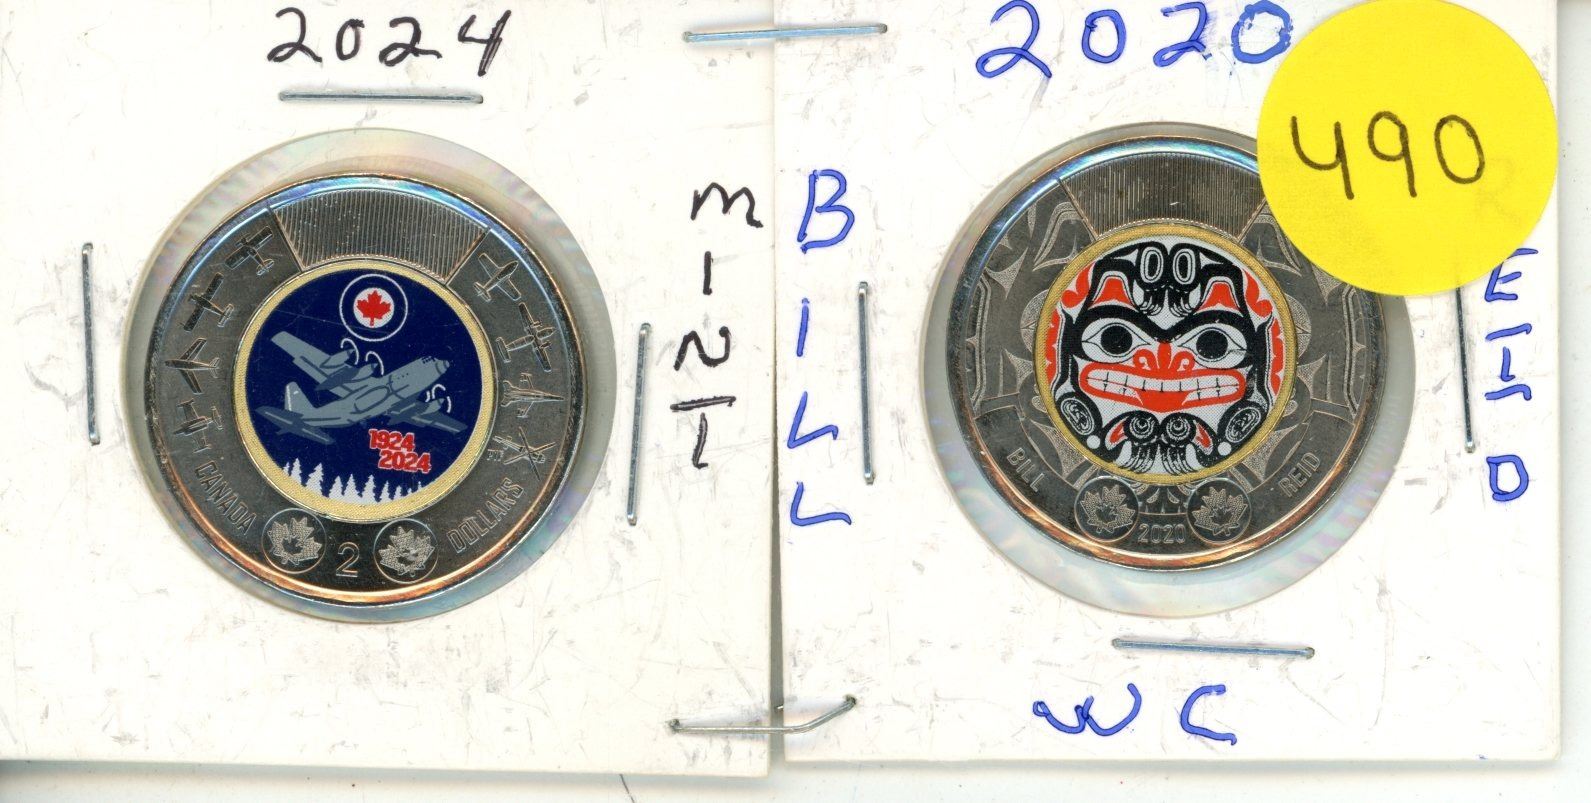 2024
MINT
1924
2024
CANADA
2
DOLLARS
2020
490
BILL
REID
BILL
REID
2020
WC